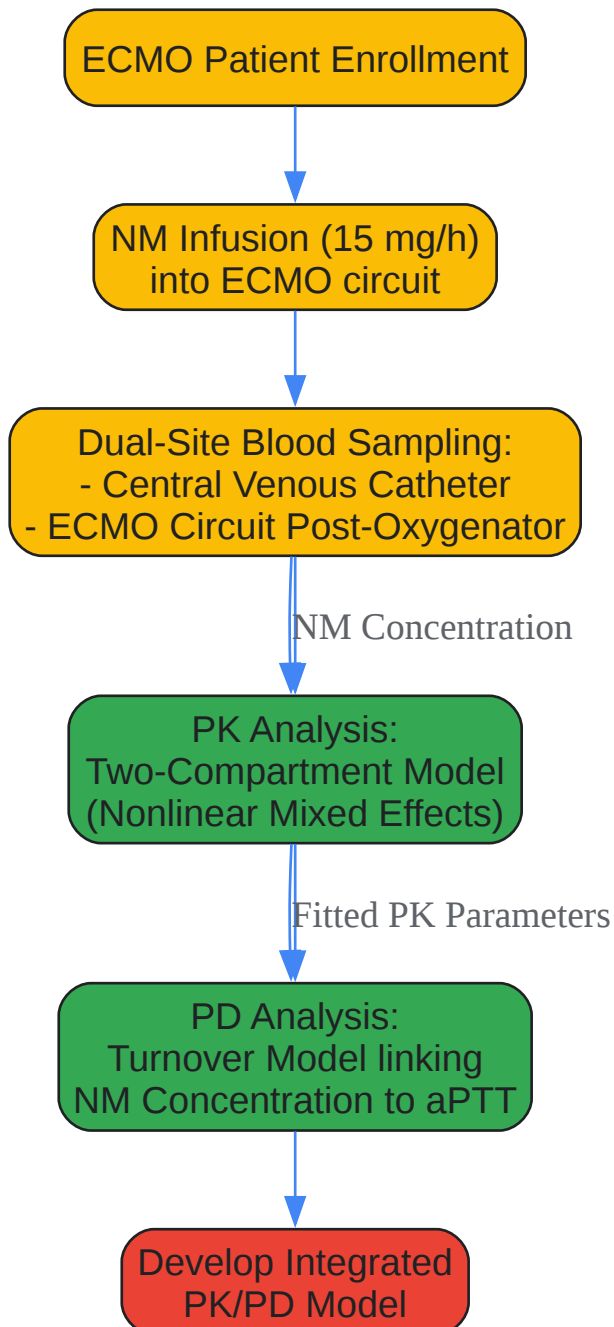 ECMO Patient Enrollment
NM Infusion (15 mg/h)
into ECMO circuit
Dual-Site Blood Sampling:
- Central Venous Catheter
- ECMO Circuit Post-Oxygenator
NM Concentration
PK Analysis:
Two-Compartment Model
(Nonlinear Mixed Effects)
Fitted PK Parameters
PD Analysis:
Turnover Model linking
NM Concentration to aPTT
Develop Integrated
PK/PD Model